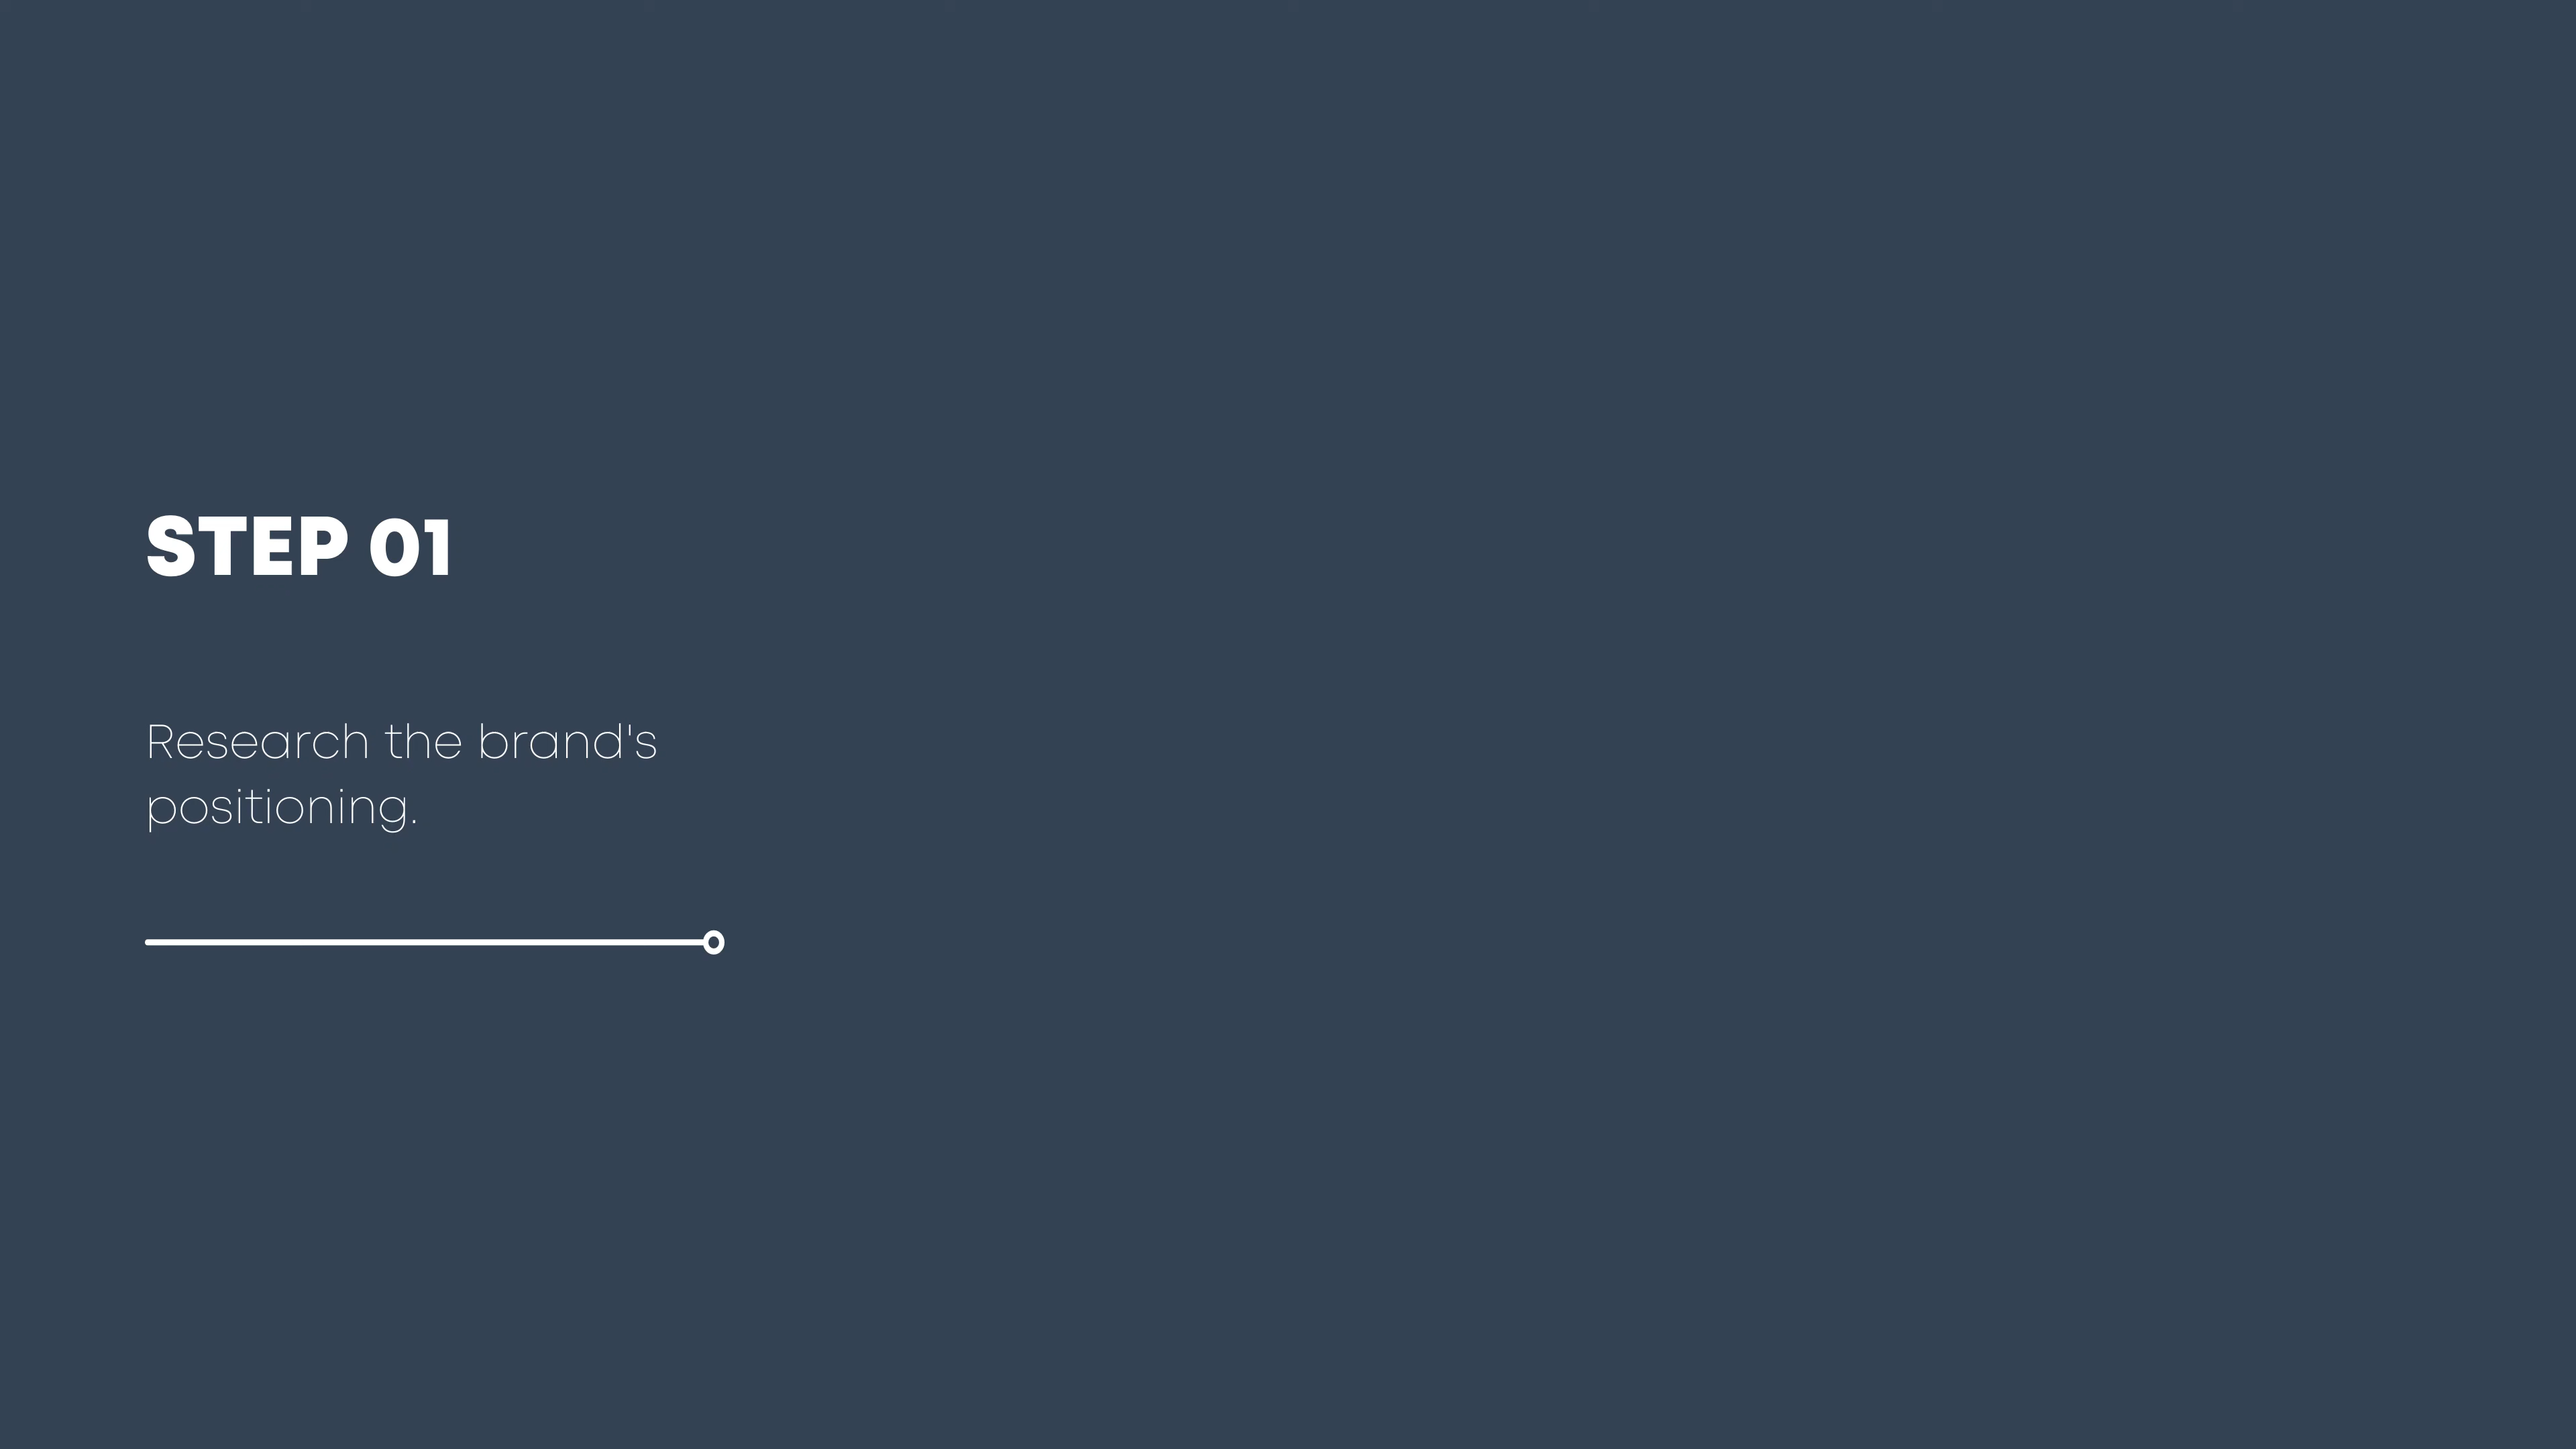 STEP 01
Research the brand's
positioning.